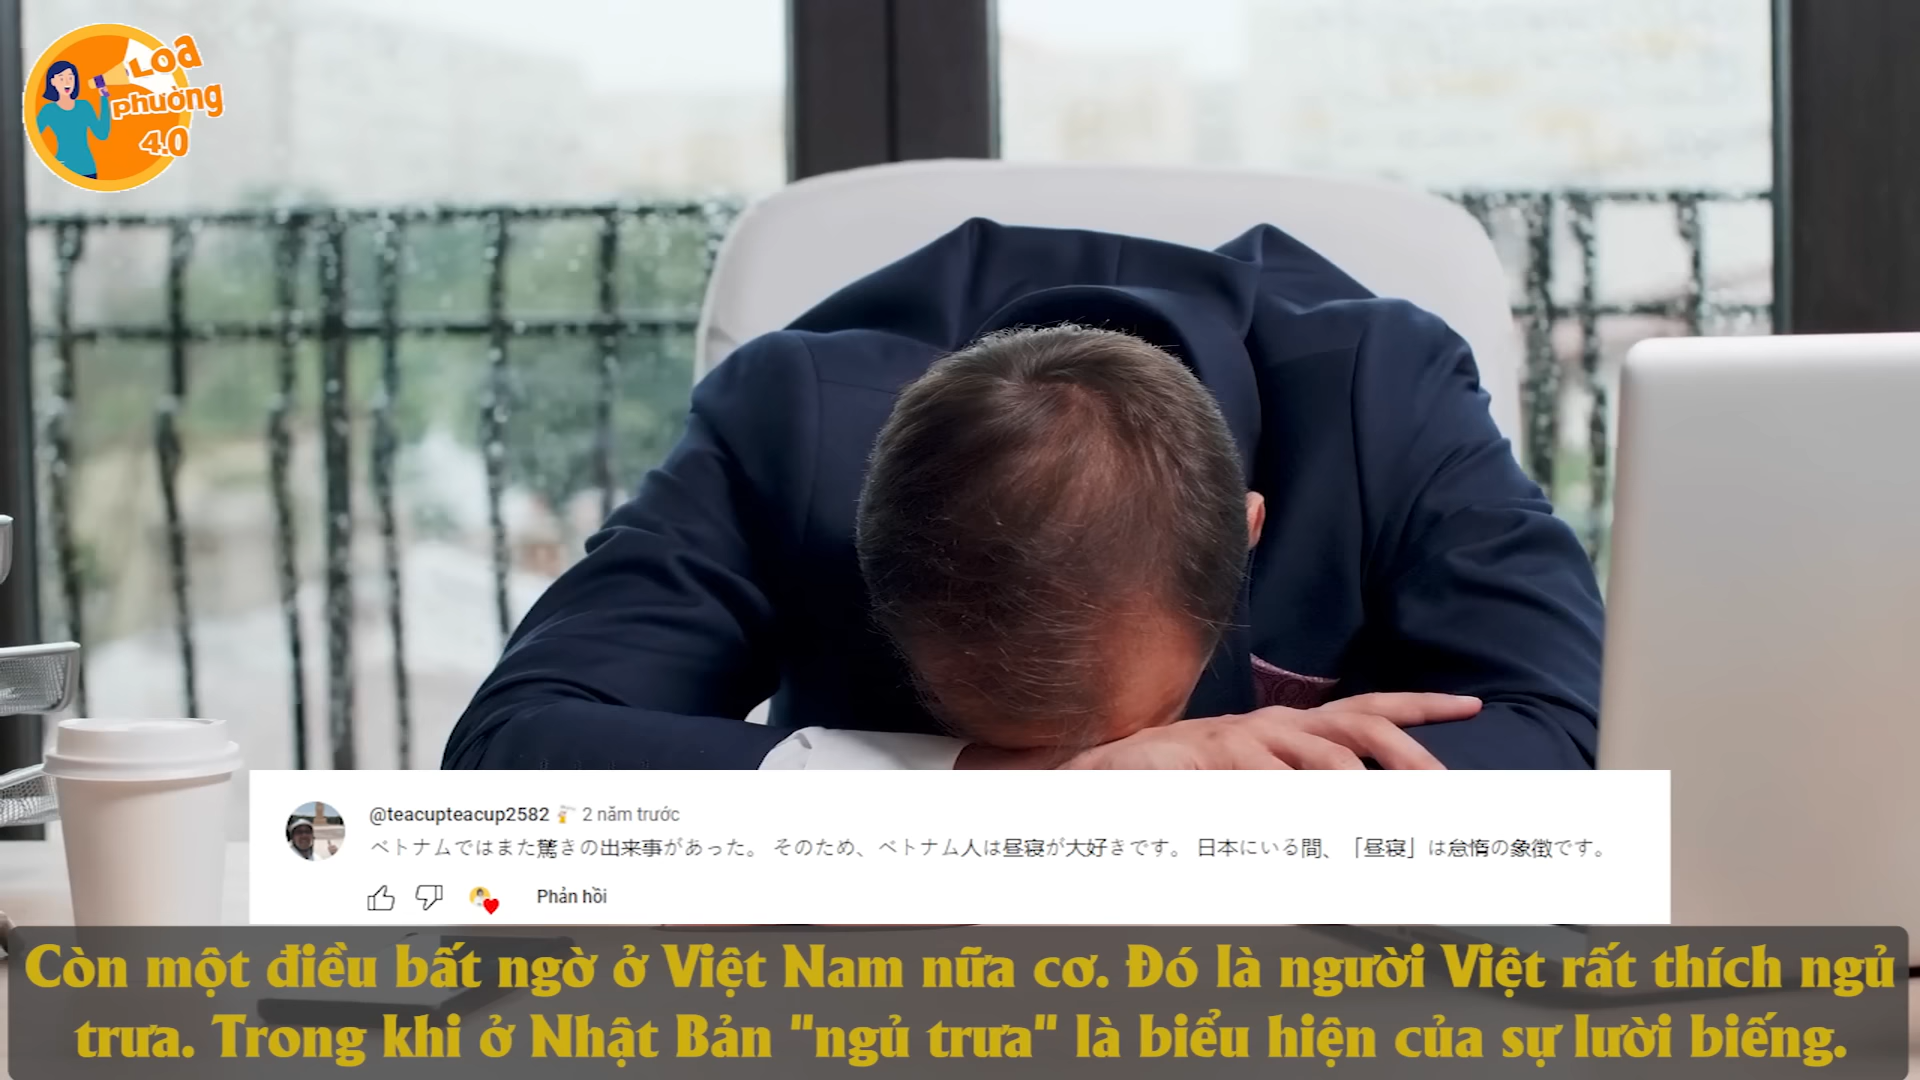 Loa
phường
4.0
@teacupteacup2582 2 năm trước
ベトナムではまた驚きの出来事があった。 そのため、ベトナム人は昼寝が大好きです。 日本にいる間、「昼寝」は怠惰の象徴です。
Phản hồi
Còn một điều bất ngờ ở Việt Nam nữa cơ. Đó là người Việt rất thích ngủ
trưa. Trong khi ở Nhật Bản "ngủ trưa" là biểu hiện của sự lười biếng.